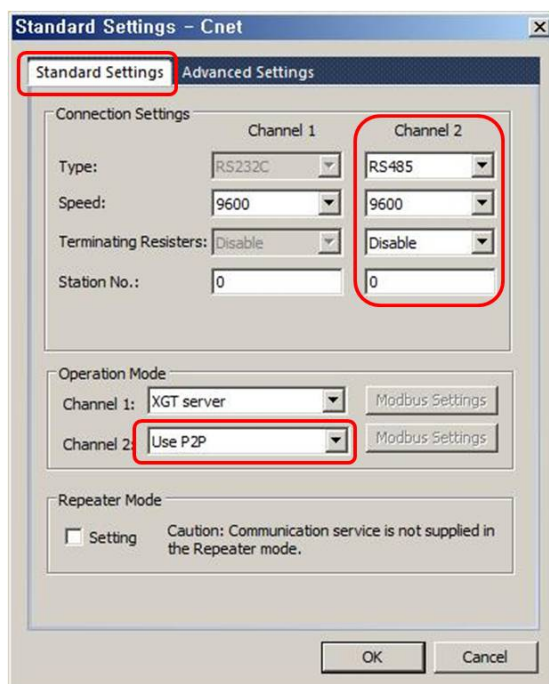 Standard Settings - Cnet
Standard Settings Advanced Settings
Connection Settings
Channel 1 Channel 2
Type: RS232C RS485
Speed: 9600 9600
Terminating Resisters: Disable Disable
Station No.: 0 0
Operation Mode
Channel 1: XGT server Modbus Settings
Channel 2: Use P2P Modbus Settings
Repeater Mode
Setting Caution: Communication service is not supplied in
the Repeater mode.
OK Cancel